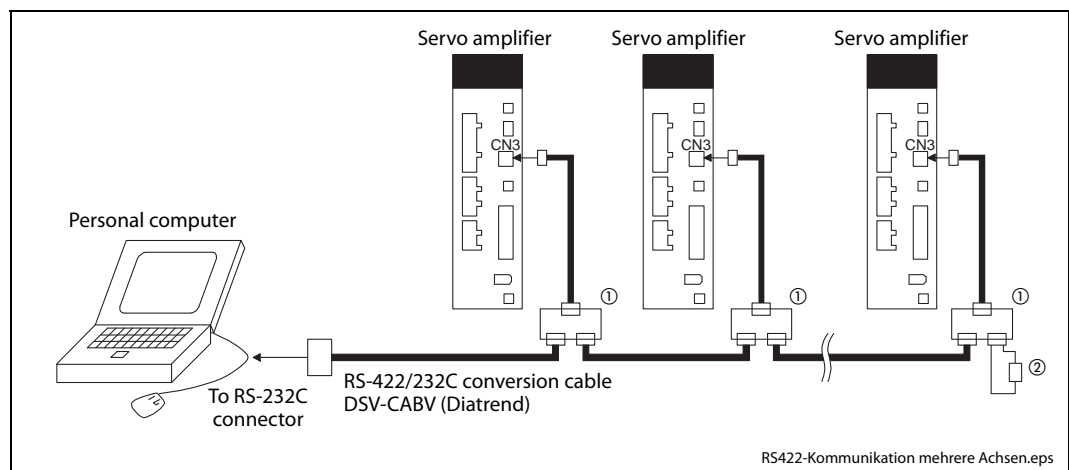 Servo amplifier
Servo amplifier
Servo amplifier
CN3
CN3
CN3
Personal computer
①
①
①
②
To RS-232C
connector
RS-422/232C conversion cable
DSV-CABV (Diatrend)
RS422-Kommunikation mehrere Achsen.eps